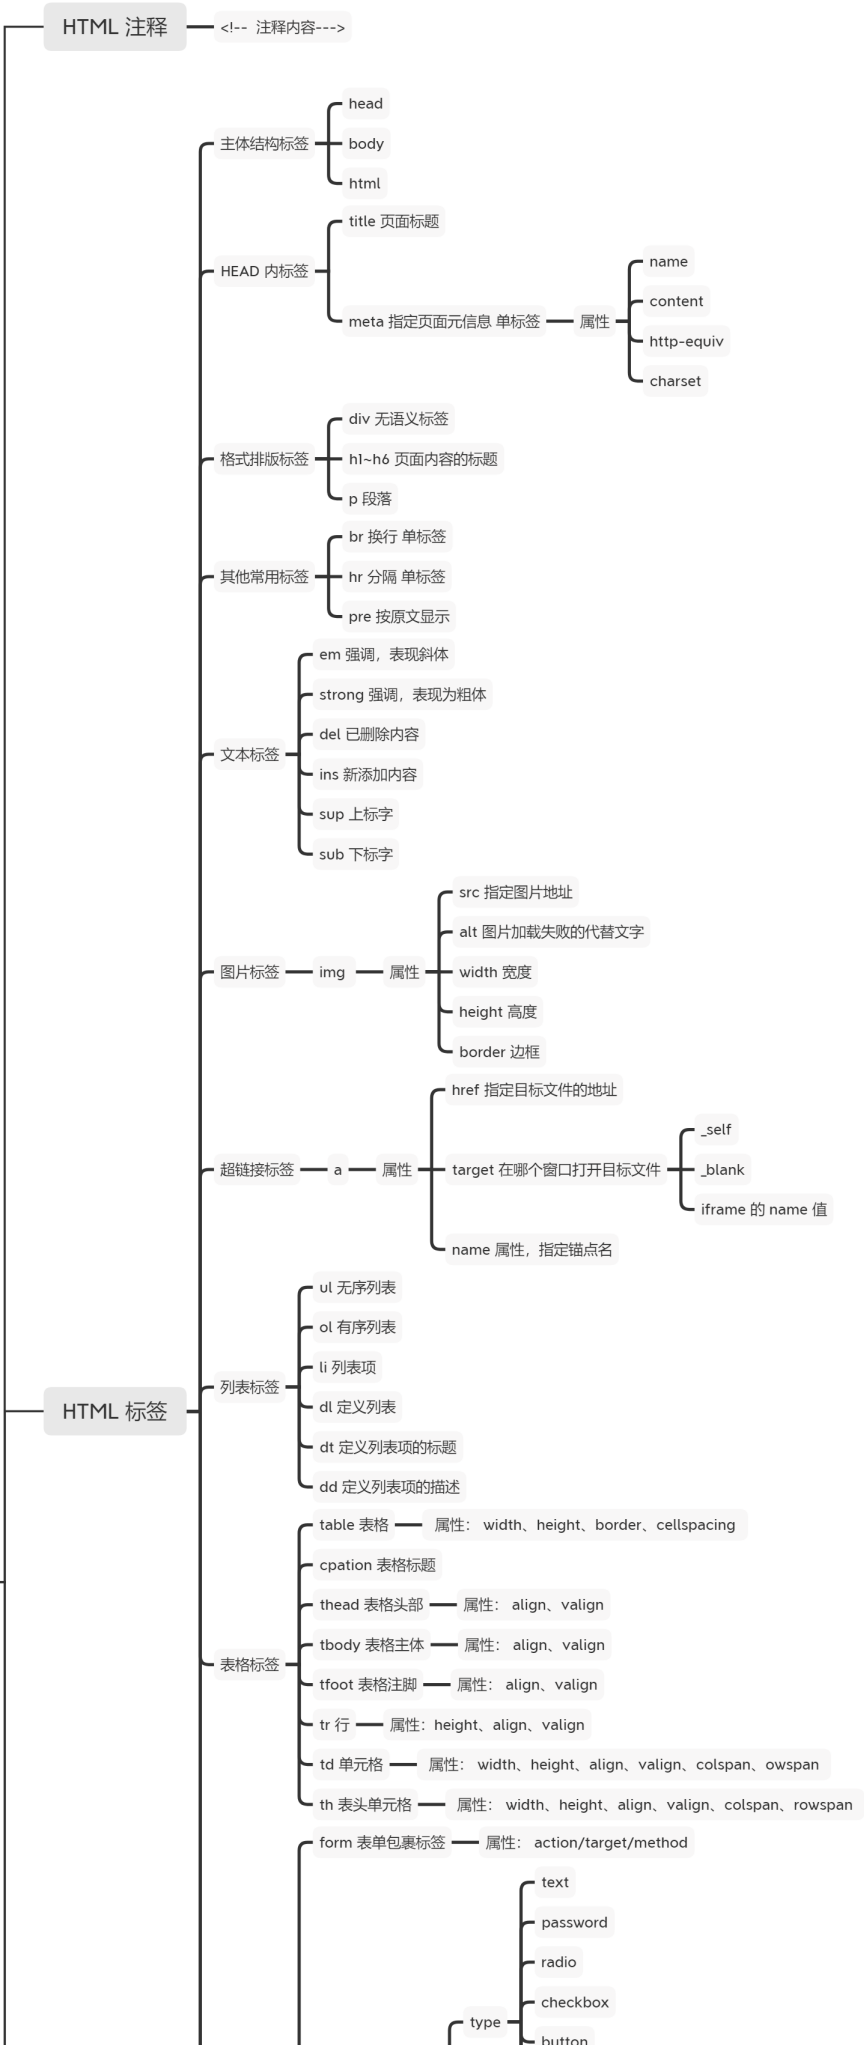 HTML 注释
<!-- 注释内容--->
主体结构标签
head
body
html
HEAD 内标签
title 页面标题
meta 指定页面元信息 单标签
属性
name
content
http-equiv
charset
格式排版标签
div 无语义标签
h1~h6 页面内容的标题
p 段落
其他常用标签
br 换行 单标签
hr 分隔 单标签
pre 按原文显示
文本标签
em 强调，表现斜体
strong 强调，表现为粗体
del 已删除内容
ins 新添加内容
sup 上标字
sub 下标字
图片标签
img
属性
src 指定图片地址
alt 图片加载失败的代替文字
width 宽度
height 高度
border 边框
超链接标签
a
属性
href 指定目标文件的地址
target 在哪个窗口打开目标文件
_self
_blank
iframe 的 name 值
name 属性，指定锚点名
HTML 标签
列表标签
ul 无序列表
ol 有序列表
li 列表项
dl 定义列表
dt 定义列表项的标题
dd 定义列表项的描述
表格标签
table 表格
属性： width、height、border、cellspacing
cpation 表格标题
thead 表格头部
属性： align、valign
tbody 表格主体
属性： align、valign
tfoot 表格注脚
属性： align、valign
tr 行
属性：height、align、valign
td 单元格
属性： width、height、align、valign、colspan、owspan
th 表头单元格
属性： width、height、align、valign、colspan、rowspan
form 表单包裹标签
属性： action/target/method
type
text
password
radio
checkbox
button